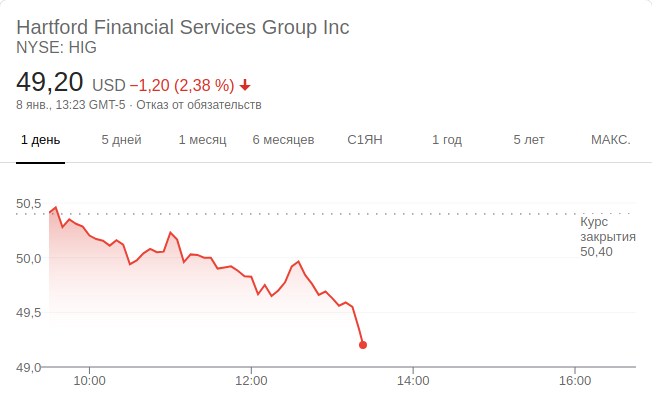 Hartford Financial Services Group Inc
NYSE: HIG
49,20 USD −1,20 (2,38 %)
8 янв., 13:23 GMT-5 · Отказ от обязательств
1 день 5 дней 1 месяц 6 месяцев С1ЯН 1 год 5 лет МАКС.
50,5
Курс
закрытия
50,40
50,0
49,5
49,0
10:00 12:00 14:00 16:00